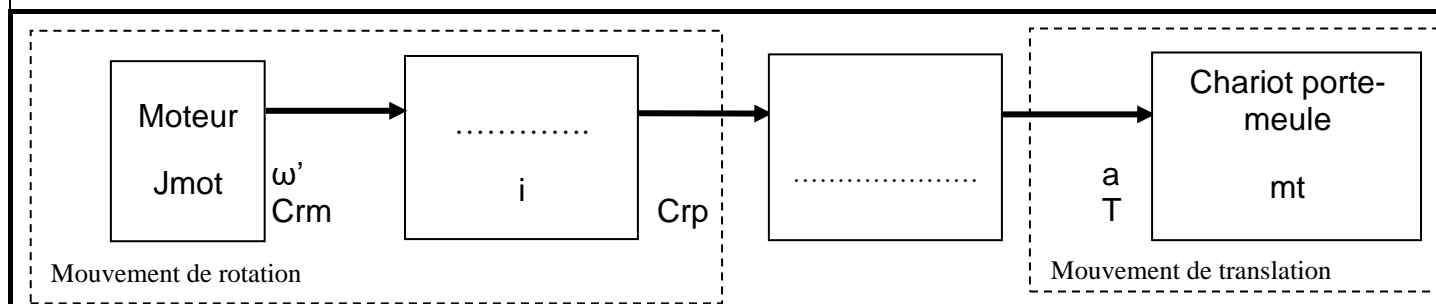 Moteur
Jmot
ω’
Crm
………….
i
Crp
…………………
a
T
Chariot porte-
meule
mt
Mouvement de rotation
Mouvement de translation